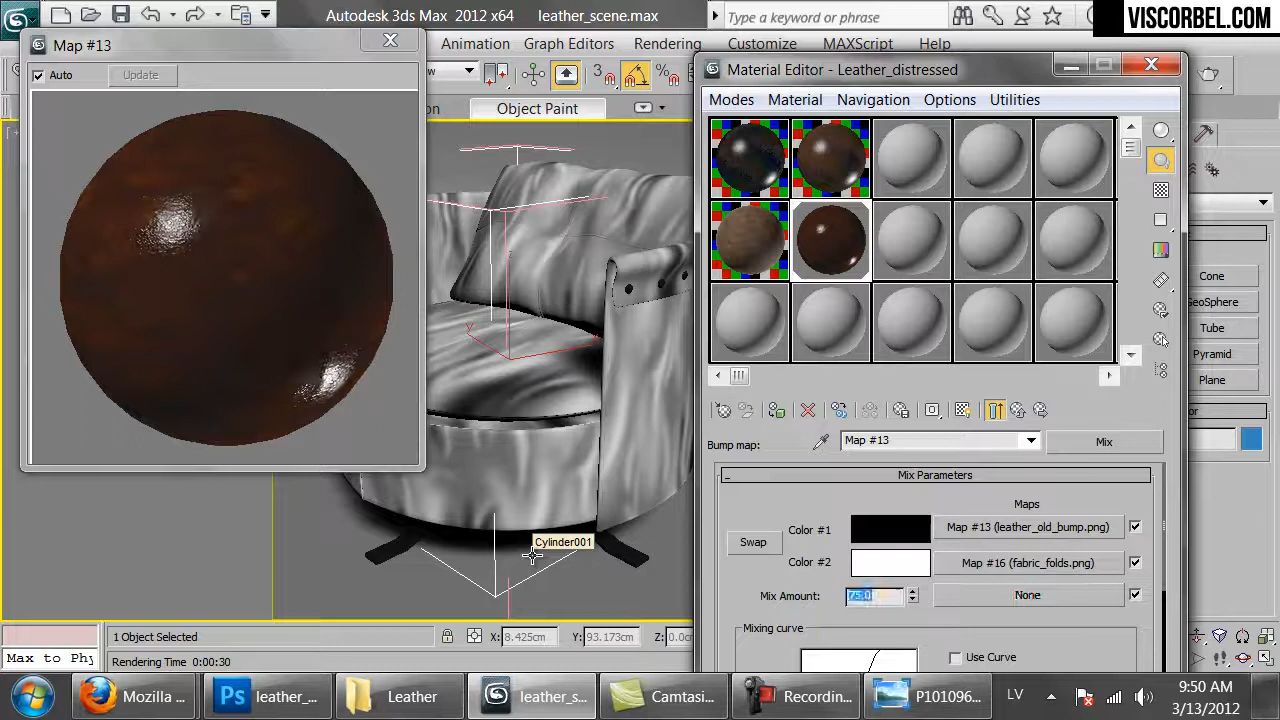 Autodesk 3ds Max 2012 x64
leather_scene.max
Type a keyword or phrase
VISCORBEL.COM
Animation
Graph Editors
Rendering
Customize
MAXScript
Help
Map #13
Auto
Update
Object Paint
Material Editor - Leather_distressed
Modes
Material
Navigation
Options
Utilities
Cone
GeoSphere
Tube
Pyramid
Plane
Bump map:
Map #13
Mix
Mix Parameters
Maps
Swap
Color #1
Map #13 (leather_old_bump.png)
Color #2
Map #16 (fabric_folds.png)
Mix Amount:
75.0
None
Mixing curve
Use Curve
Cylinder001
y
z
1 Object Selected
X:
8.425cm
Y:
93.173cm
Z:
0.0c
Max to Phy
Rendering Time 0:00:30
Mozilla ...
leather_...
Leather
leather_s...
Camtasi...
Recordin...
P101096...
LV
9:50 AM
3/13/2012